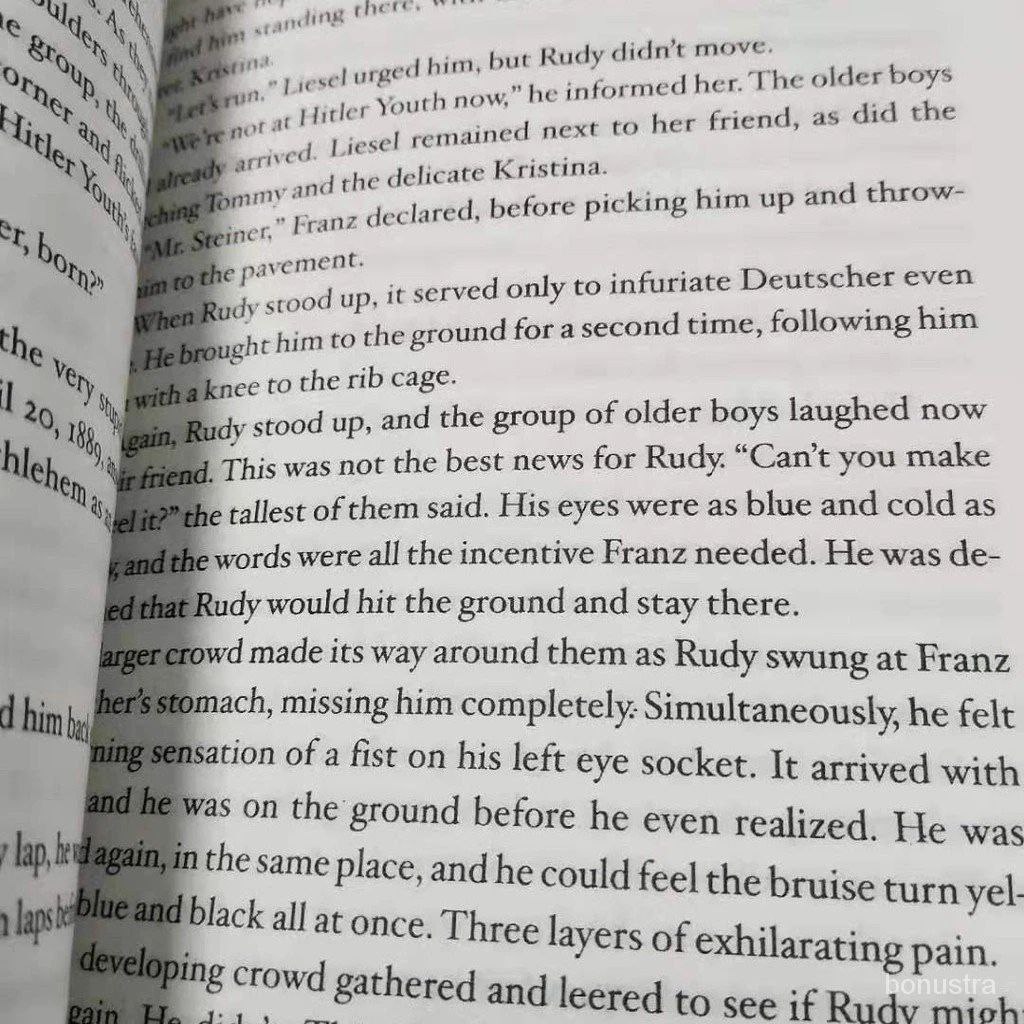 s. As they
oulders
he group, the
orner and
Hitler Youth's
er, born?"
the very
il 20, 1889,
hlehem as
d him
lap, he
laps
ght have
find him standing there,
Kristina.
"Let's run," Liesel urged him, but Rudy didn't move.
"We're not at Hitler Youth now," he informed her. The older boys
already arrived. Liesel remained next to her friend, as did the
ching Tommy and the delicate Kristina.
"Mr. Steiner," Franz declared, before picking him up and throw-
him to the pavement.
When Rudy stood up, it served only to infuriate Deutscher even
. He brought him to the ground for a second time, following him
with a knee to the rib cage.
gain, Rudy stood up, and the group of older boys laughed now
ir friend. This was not the best news for Rudy. "Can't you make
eel it?" the tallest of them said. His eyes were as blue and cold as
y, and the words were all the incentive Franz needed. He was de-
ed that Rudy would hit the ground and stay there.
arger crowd made its way around them as Rudy swung at Franz
her's stomach, missing him completely. Simultaneously, he felt
ning sensation of a fist on his left eye socket. It arrived with
and he was on the ground before he even realized. He was
d again, in the same place, and he could feel the bruise turn yel-
blue and black all at once. Three layers of exhilarating pain.
developing crowd gathered and leered to see if Rudy migh
gain. He
bonustra